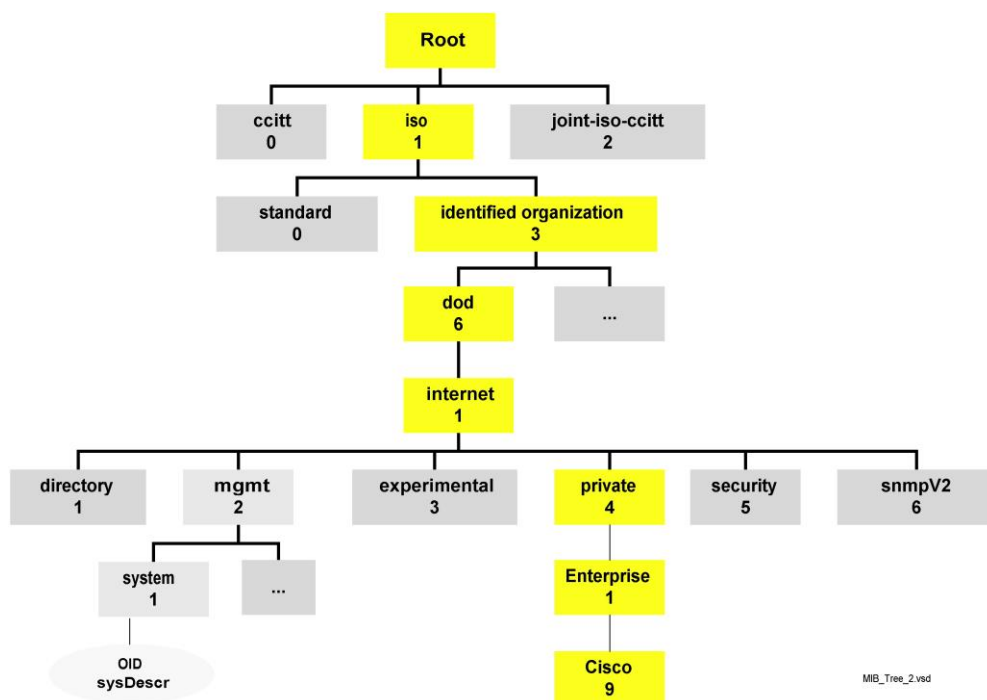 Root
ccitt
0
iso
1
joint-iso-ccitt
2
standard
0
identified organization
3
dod
6
...
internet
1
directory
1
mgmt
2
experimental
3
private
4
security
5
snmpV2
6
system
1
...
Enterprise
1
OID
sysDescr
Cisco
9
MIB_Tree_2.vsd